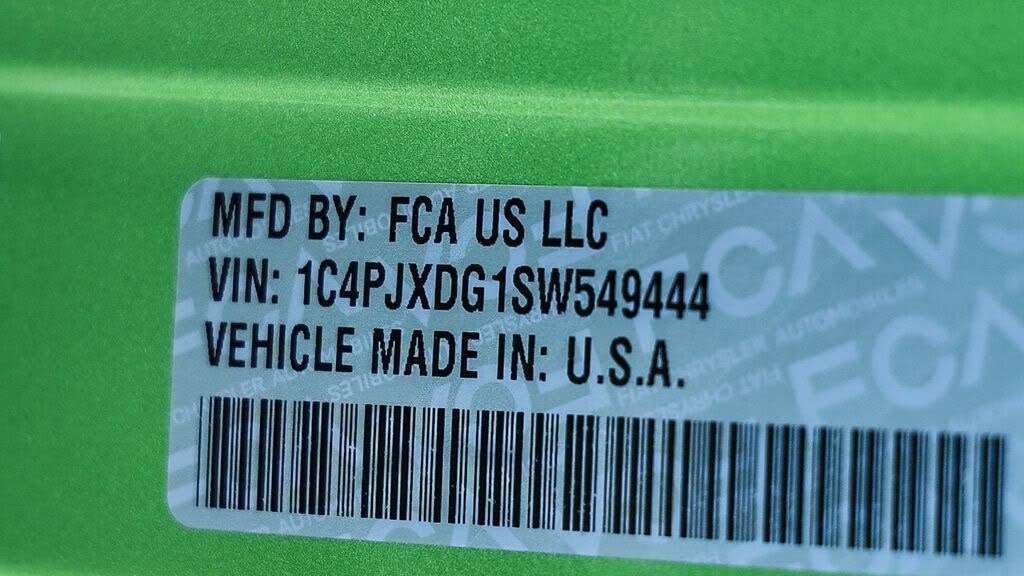 MFD BY: FCA US LLC
VIN: 1C4PJXDG1SW549444
VEHICLE MADE IN: U.S.A.